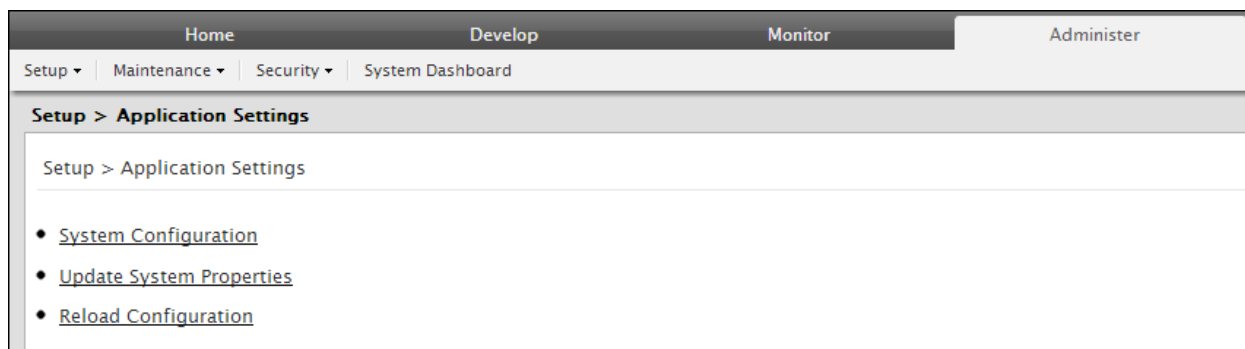 Home Develop Monitor Administer
Setup Maintenance Security System Dashboard
Setup > Application Settings
Setup > Application Settings
System Configuration
Update System Properties
Reload Configuration